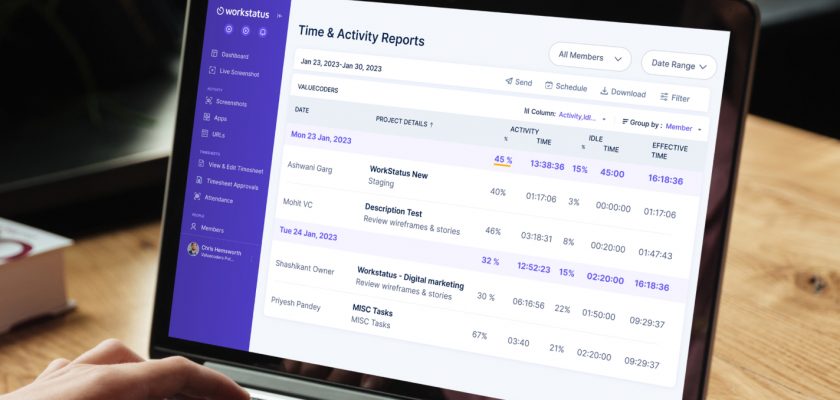 workstatus
Time & Activity Reports
All Members
Date Range
Jan 23, 2023-Jan 30, 2023
Send
Schedule
Download
Filter
VALUECODERS
Column: Activity,Idl...
Group by : Member
DATE
PROJECT DETAILS ↑
ACTIVITY
% TIME
IDLE
% TIME
EFFECTIVE
TIME
Mon 23 Jan, 2023 45 % 13:38:36 15% 45:00 16:18:36
Ashwani Garg WorkStatus New 40% 01:17:06 3% 00:00:00 01:17:06
Staging
Mohit VC Description Test 46% 03:18:31 8% 00:20:00 01:47:43
Review wireframes & stories
Tue 24 Jan, 2023 32 % 12:52:23 15% 02:20:00 16:18:36
Shashikant Owner Workstatus - Digital marketing 30 % 06:16:56 22% 01:50:00 09:29:37
Review wireframes & stories
Priyesh Pandey MISC Tasks 67% 03:40 21% 02:20:00 09:29:37
MISC Tasks
Dashboard
Live Screenshot
ACTIVITY
Screenshots
Apps
URLs
TIMESHEETS
View & Edit Timesheet
Timesheet Approvals
Attendance
PEOPLE
Members
Chris Hemsworth
Valuecoders Pvt...